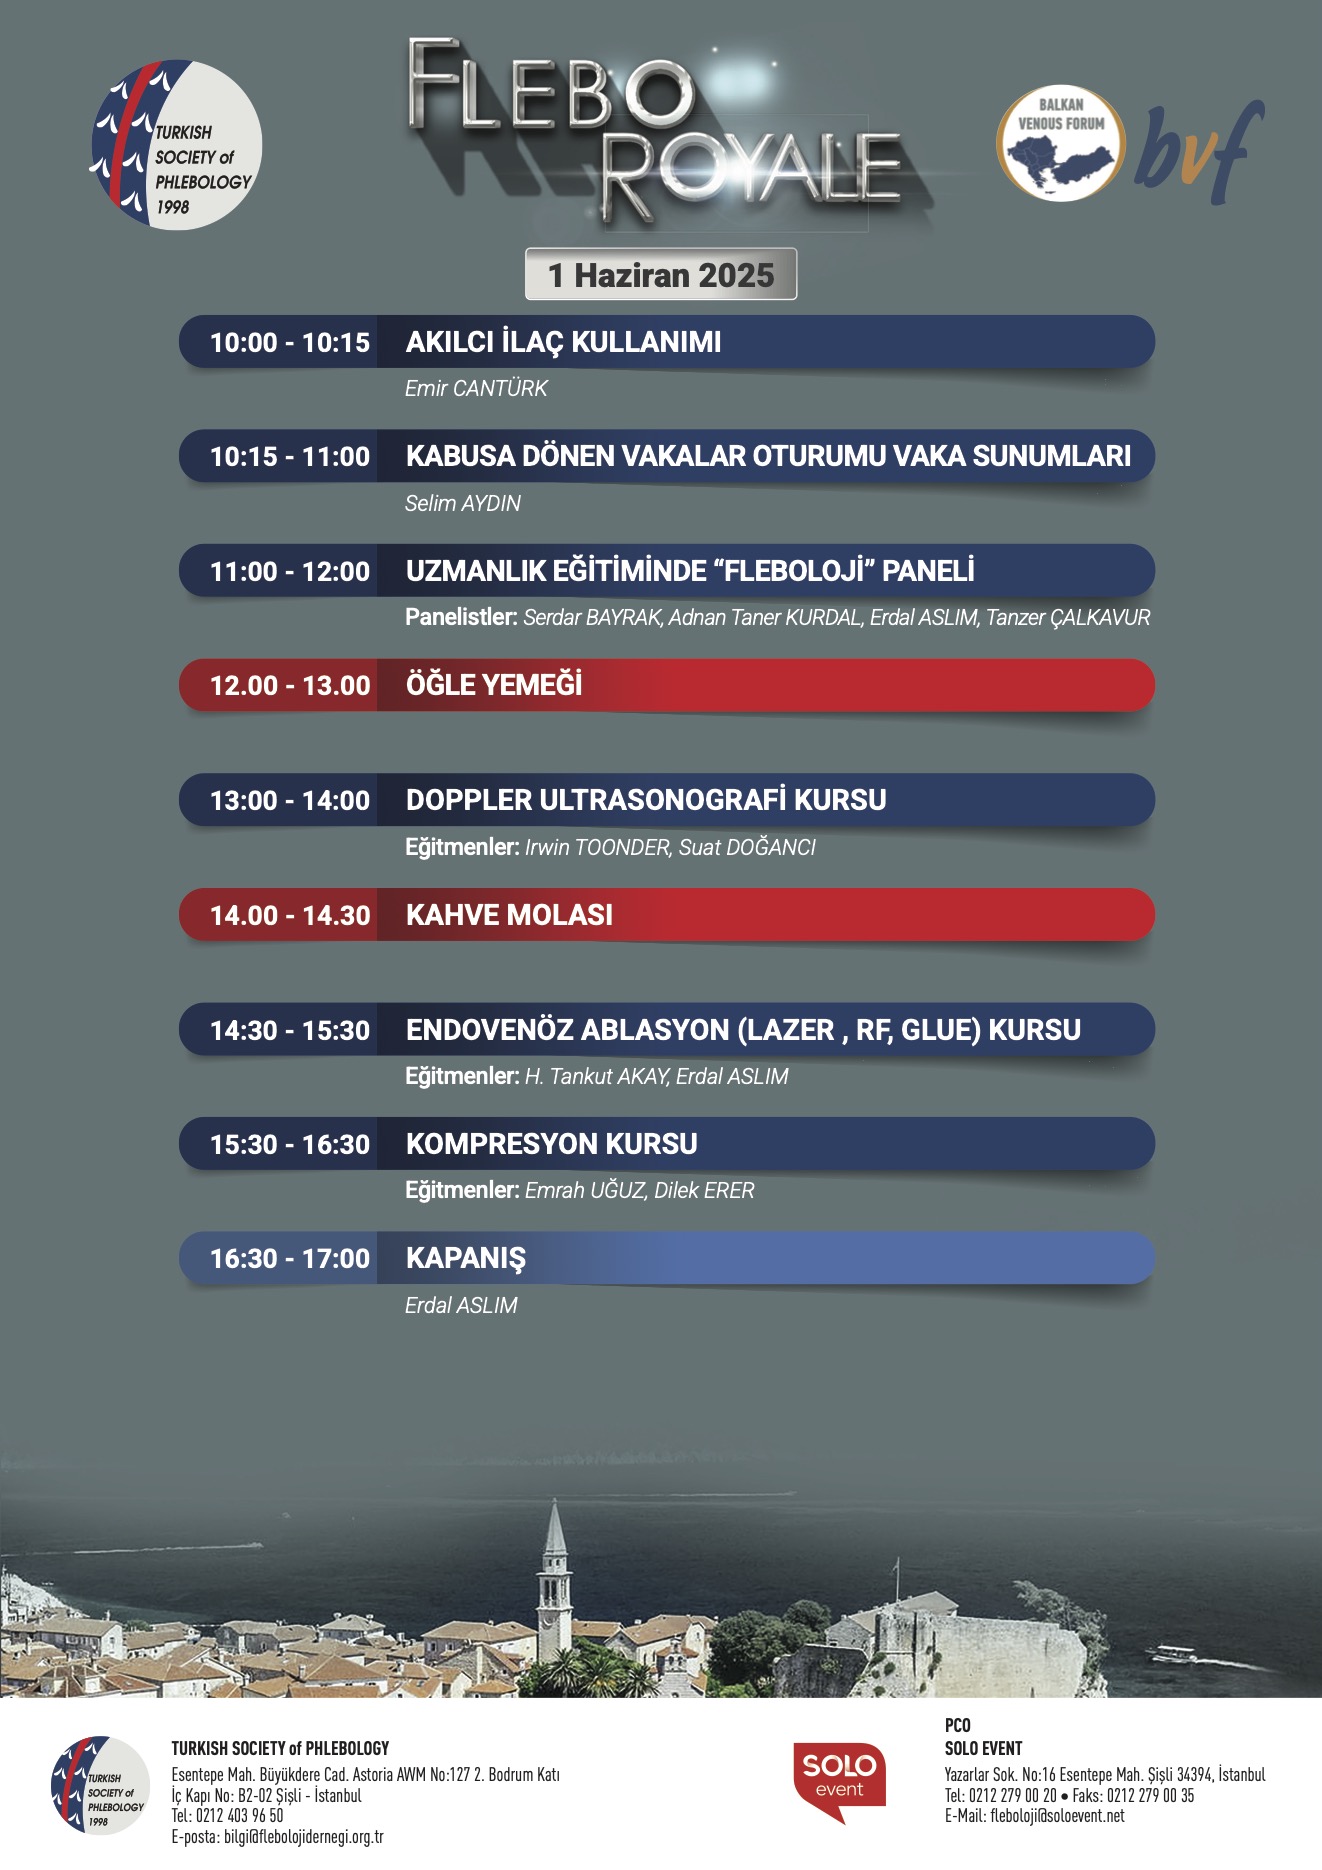 TURKISH
SOCIETY of
PHLEBOLOGY
1998
FLEBO
ROYALE
BALKAN
VENOUS FORUM
bvf
1 Haziran 2025
10:00 - 10:15 AKILCI İLAÇ KULLANIMI
Emir CANTÜRK
10:15 - 11:00 KABUSA DÖNEN VAKALAR OTURUMU VAKA SUNUMLARI
Selim AYDIN
11:00 - 12:00 UZMANLIK EĞİTİMİNDE “FLEBOLOJİ” PANELİ
Panelistler: Serdar BAYRAK, Adnan Taner KURDAL, Erdal ASLIM, Tanzer ÇALKAVUR
12.00 - 13.00 ÖĞLE YEMEĞİ
13:00 - 14:00 DOPPLER ULTRASONOGRAFİ KURSU
Eğitmenler: Irwin TOONDER, Suat DOĞANCI
14.00 - 14.30 KAHVE MOLASI
14:30 - 15:30 ENDOVENÖZ ABLASYON (LAZER , RF, GLUE) KURSU
Eğitmenler: H. Tankut AKAY, Erdal ASLIM
15:30 - 16:30 KOMPRESYON KURSU
Eğitmenler: Emrah UĞUZ, Dilek ERER
16:30 - 17:00 KAPANIŞ
Erdal ASLIM
TURKISH
SOCIETY of
PHLEBOLOGY
1998
TURKISH SOCIETY of PHLEBOLOGY
Esentepe Mah. Büyükdere Cad. Astoria AWM No:127 2. Bodrum Katı
İç Kapı No: B2-02 Şişli - İstanbul
Tel: 0212 403 96 50
E-posta: bilgi@flebolojidernegi.org.tr
SOLO
event
PCO
SOLO EVENT
Yazarlar Sok. No:16 Esentepe Mah. Şişli 34394, İstanbul
Tel: 0212 279 00 20 • Faks: 0212 279 00 35
E-Mail: fleboloji@soloevent.net